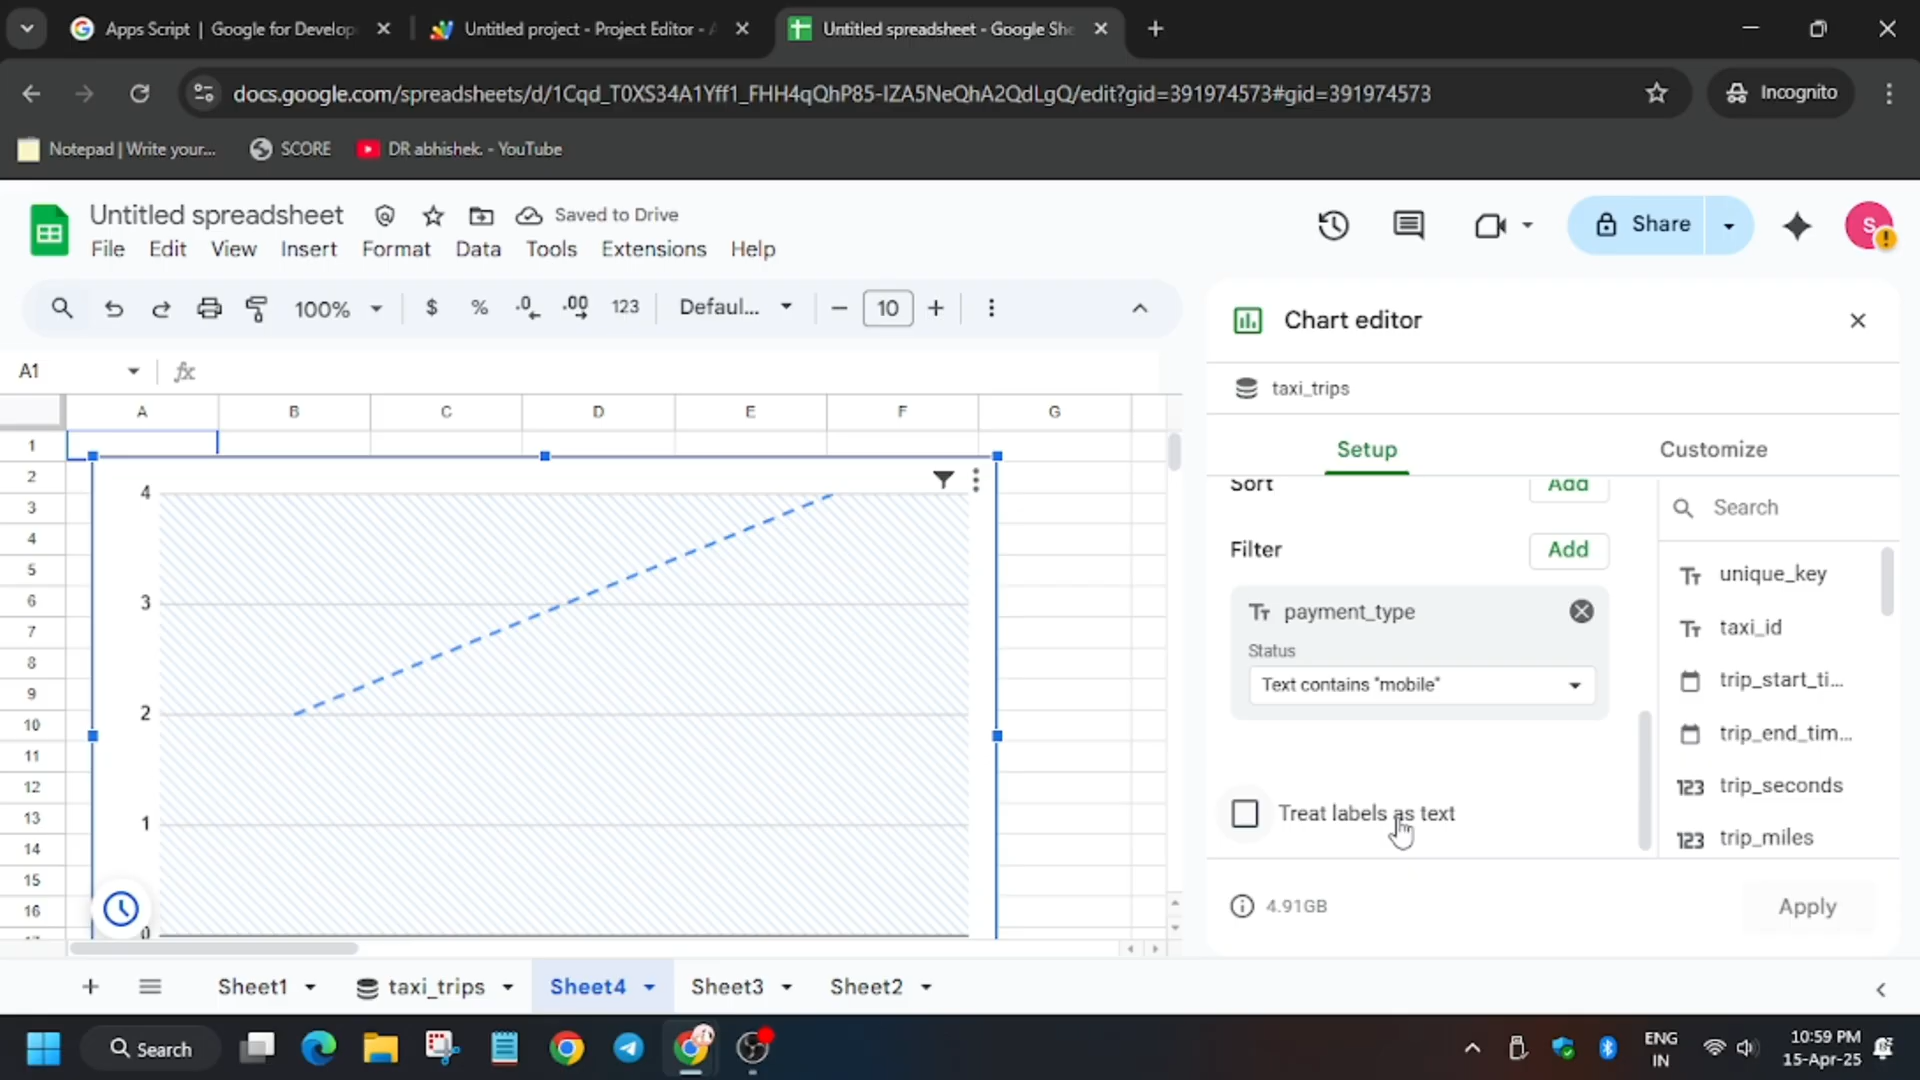 Apps Script | Google for Develop
Untitled project - Project Editor - A
Untitled spreadsheet - Google She
docs.google.com/spreadsheets/d/1Cqd_T0XS34A1Yff1_FHH4qQhP85-IZA5NeQhA2QdLgQ/edit?gid=391974573#gid=391974573
Incognito
Notepad | Write your...
SCORE
DR abhishek. - YouTube
Untitled spreadsheet
Saved to Drive
File Edit View Insert Format Data Tools Extensions Help
Share
S
100%
$ % .0 .00 123
Defaul...
10
Chart editor
A1
fx
taxi_trips
Setup
Customize
A B C D E F G
1
2
3
4
5
6
7
8
9
10
11
12
13
14
15
16
4
3
2
1
0
Sort
Add
Filter
Add
payment_type
Status
Text contains "mobile"
Treat labels as text
Search
Tт unique_key
Tт taxi_id
trip_start_ti...
trip_end_tim...
123 trip_seconds
123 trip_miles
4.91GB
Apply
Sheet1
taxi_trips
Sheet4
Sheet3
Sheet2
Search
ENG
IN
10:59 PM
15-Apr-25